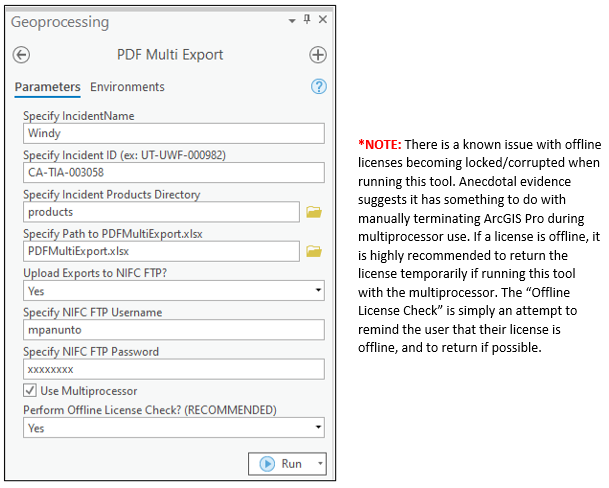 Geoprocessing
PDF Multi Export
Parameters Environments
Specify IncidentName
Windy
Specify Incident ID (ex: UT-UWF-000982)
CA-TIA-003058
Specify Incident Products Directory
products
Specify Path to PDFMultiExport.xlsx
PDFMultiExport.xlsx
Upload Exports to NIFC FTP?
Yes
Specify NIFC FTP Username
mpanunto
Specify NIFC FTP Password
xxxxxxxx
Use Multiprocessor
Perform Offline License Check? (RECOMMENDED)
Yes
Run
*NOTE: There is a known issue with offline
licenses becoming locked/corrupted when
running this tool. Anecdotal evidence
suggests it has something to do with
manually terminating ArcGIS Pro during
multiprocessor use. If a license is offline, it
is highly recommended to return the
license temporarily if running this tool
with the multiprocessor. The “Offline
License Check” is simply an attempt to
remind the user that their license is
offline, and to return if possible.